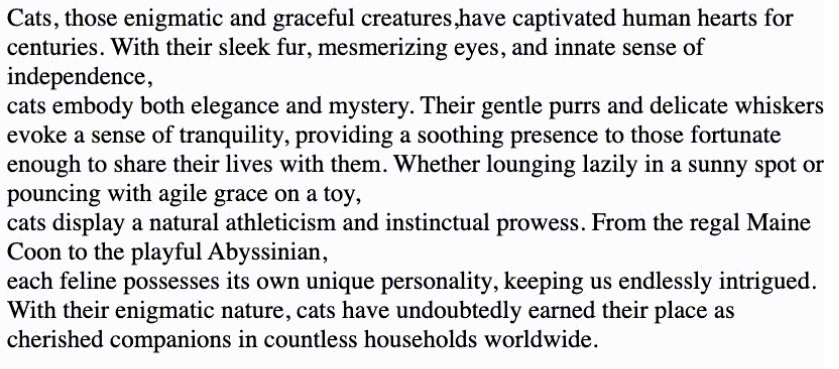 Cats, those enigmatic and graceful creatures,have captivated human hearts for
centuries. With their sleek fur, mesmerizing eyes, and innate sense of
independence,
cats embody both elegance and mystery. Their gentle purrs and delicate whiskers
evoke a sense of tranquility, providing a soothing presence to those fortunate
enough to share their lives with them. Whether lounging lazily in a sunny spot or
pouncing with agile grace on a toy,
cats display a natural athleticism and instinctual prowess. From the regal Maine
Coon to the playful Abyssinian,
each feline possesses its own unique personality, keeping us endlessly intrigued.
With their enigmatic nature, cats have undoubtedly earned their place as
cherished companions in countless households worldwide.